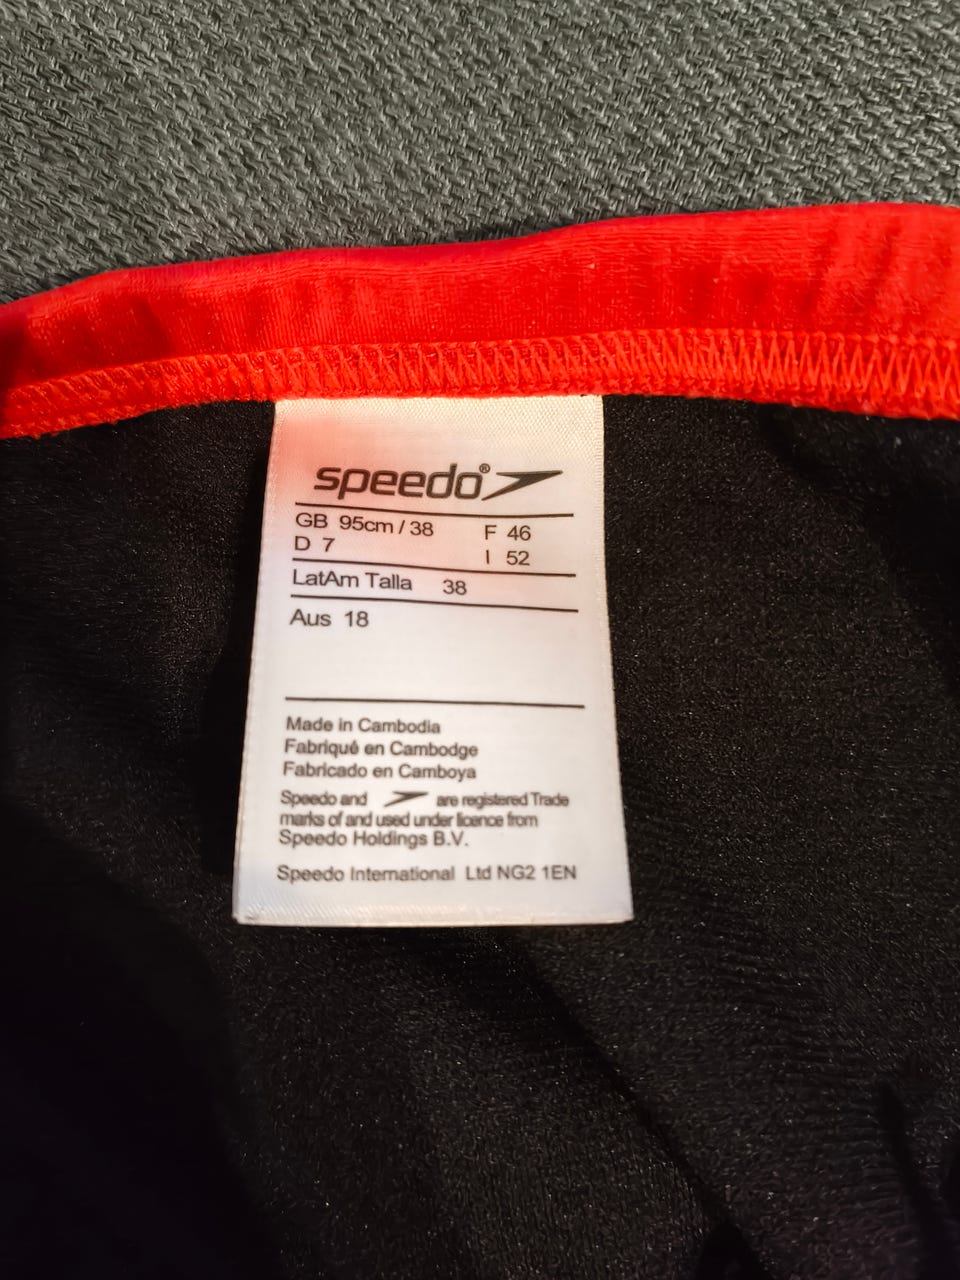 speedo®
GB 95cm / 38 F 46
D 7 I 52
LatAm Talla 38
Aus 18
Made in Cambodia
Fabriqué en Cambodge
Fabricado en Camboya
Speedo and are registered Trade
marks of and used under licence from
Speedo Holdings B.V.
Speedo International Ltd NG2 1EN